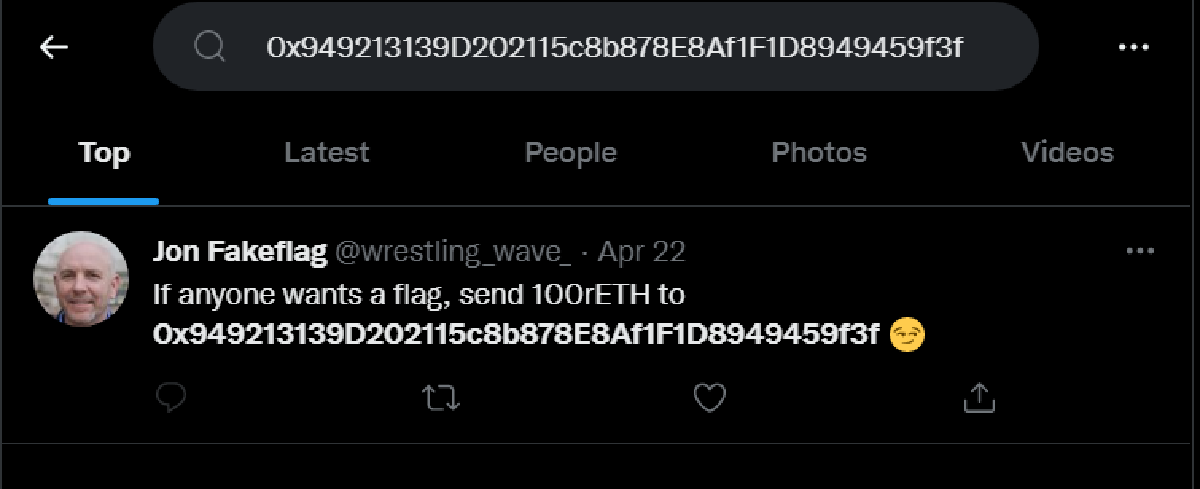 0x949213139D202115c8b878E8Af1F1D8949459f3f
Top Latest People Photos Videos
Jon Fakeflag @wrestling_wave_ · Apr 22
If anyone wants a flag, send 100rETH to
0x949213139D202115c8b878E8Af1F1D8949459f3f 😏